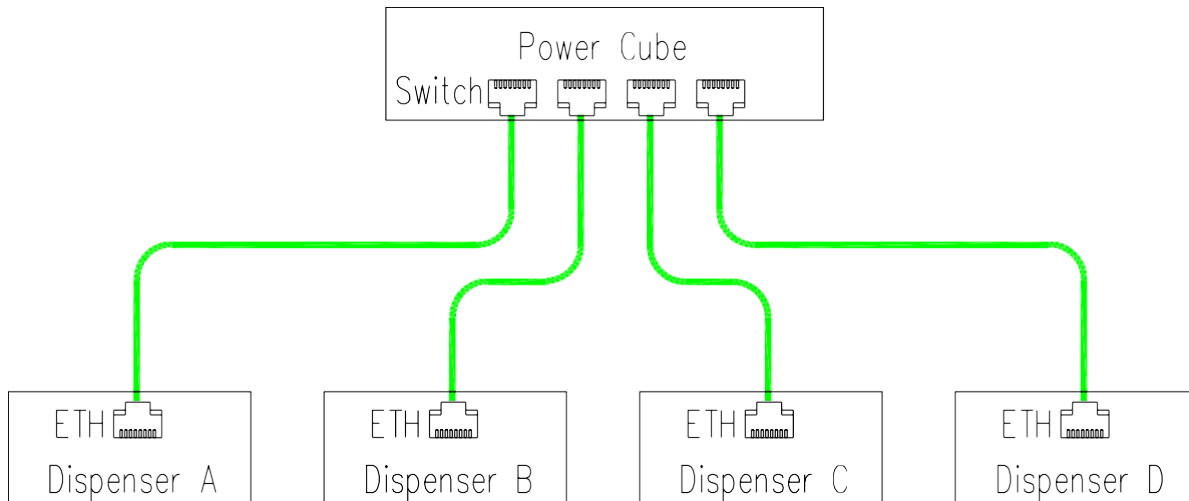 Power Cube
Switch
ETH
ETH
ETH
ETH
Dispenser A
Dispenser B
Dispenser C
Dispenser D